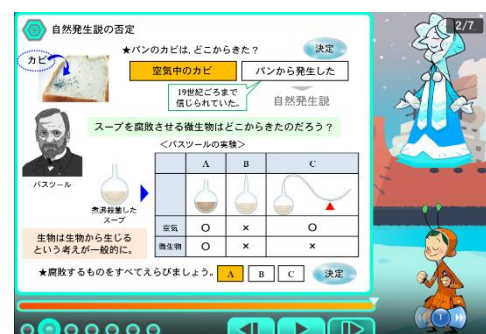 自然発生説の否定
2/7
★パンのカビは、どこからきた？
決定
カビ
空気中のカビ
パンから発生した
19世紀ごろまで
信じられていた。
自然発生説
スープを腐敗させる微生物はどこからきたのだろう？
＜パスツールの実験＞
パスツール
煮沸殺菌した
スープ
A B C
空気 ○ × ○
微生物 ○ × ×
生物は生物から生じる
という考えが一般的に。
★腐敗するものをすべてえらびましょう。
A B C
決定
1